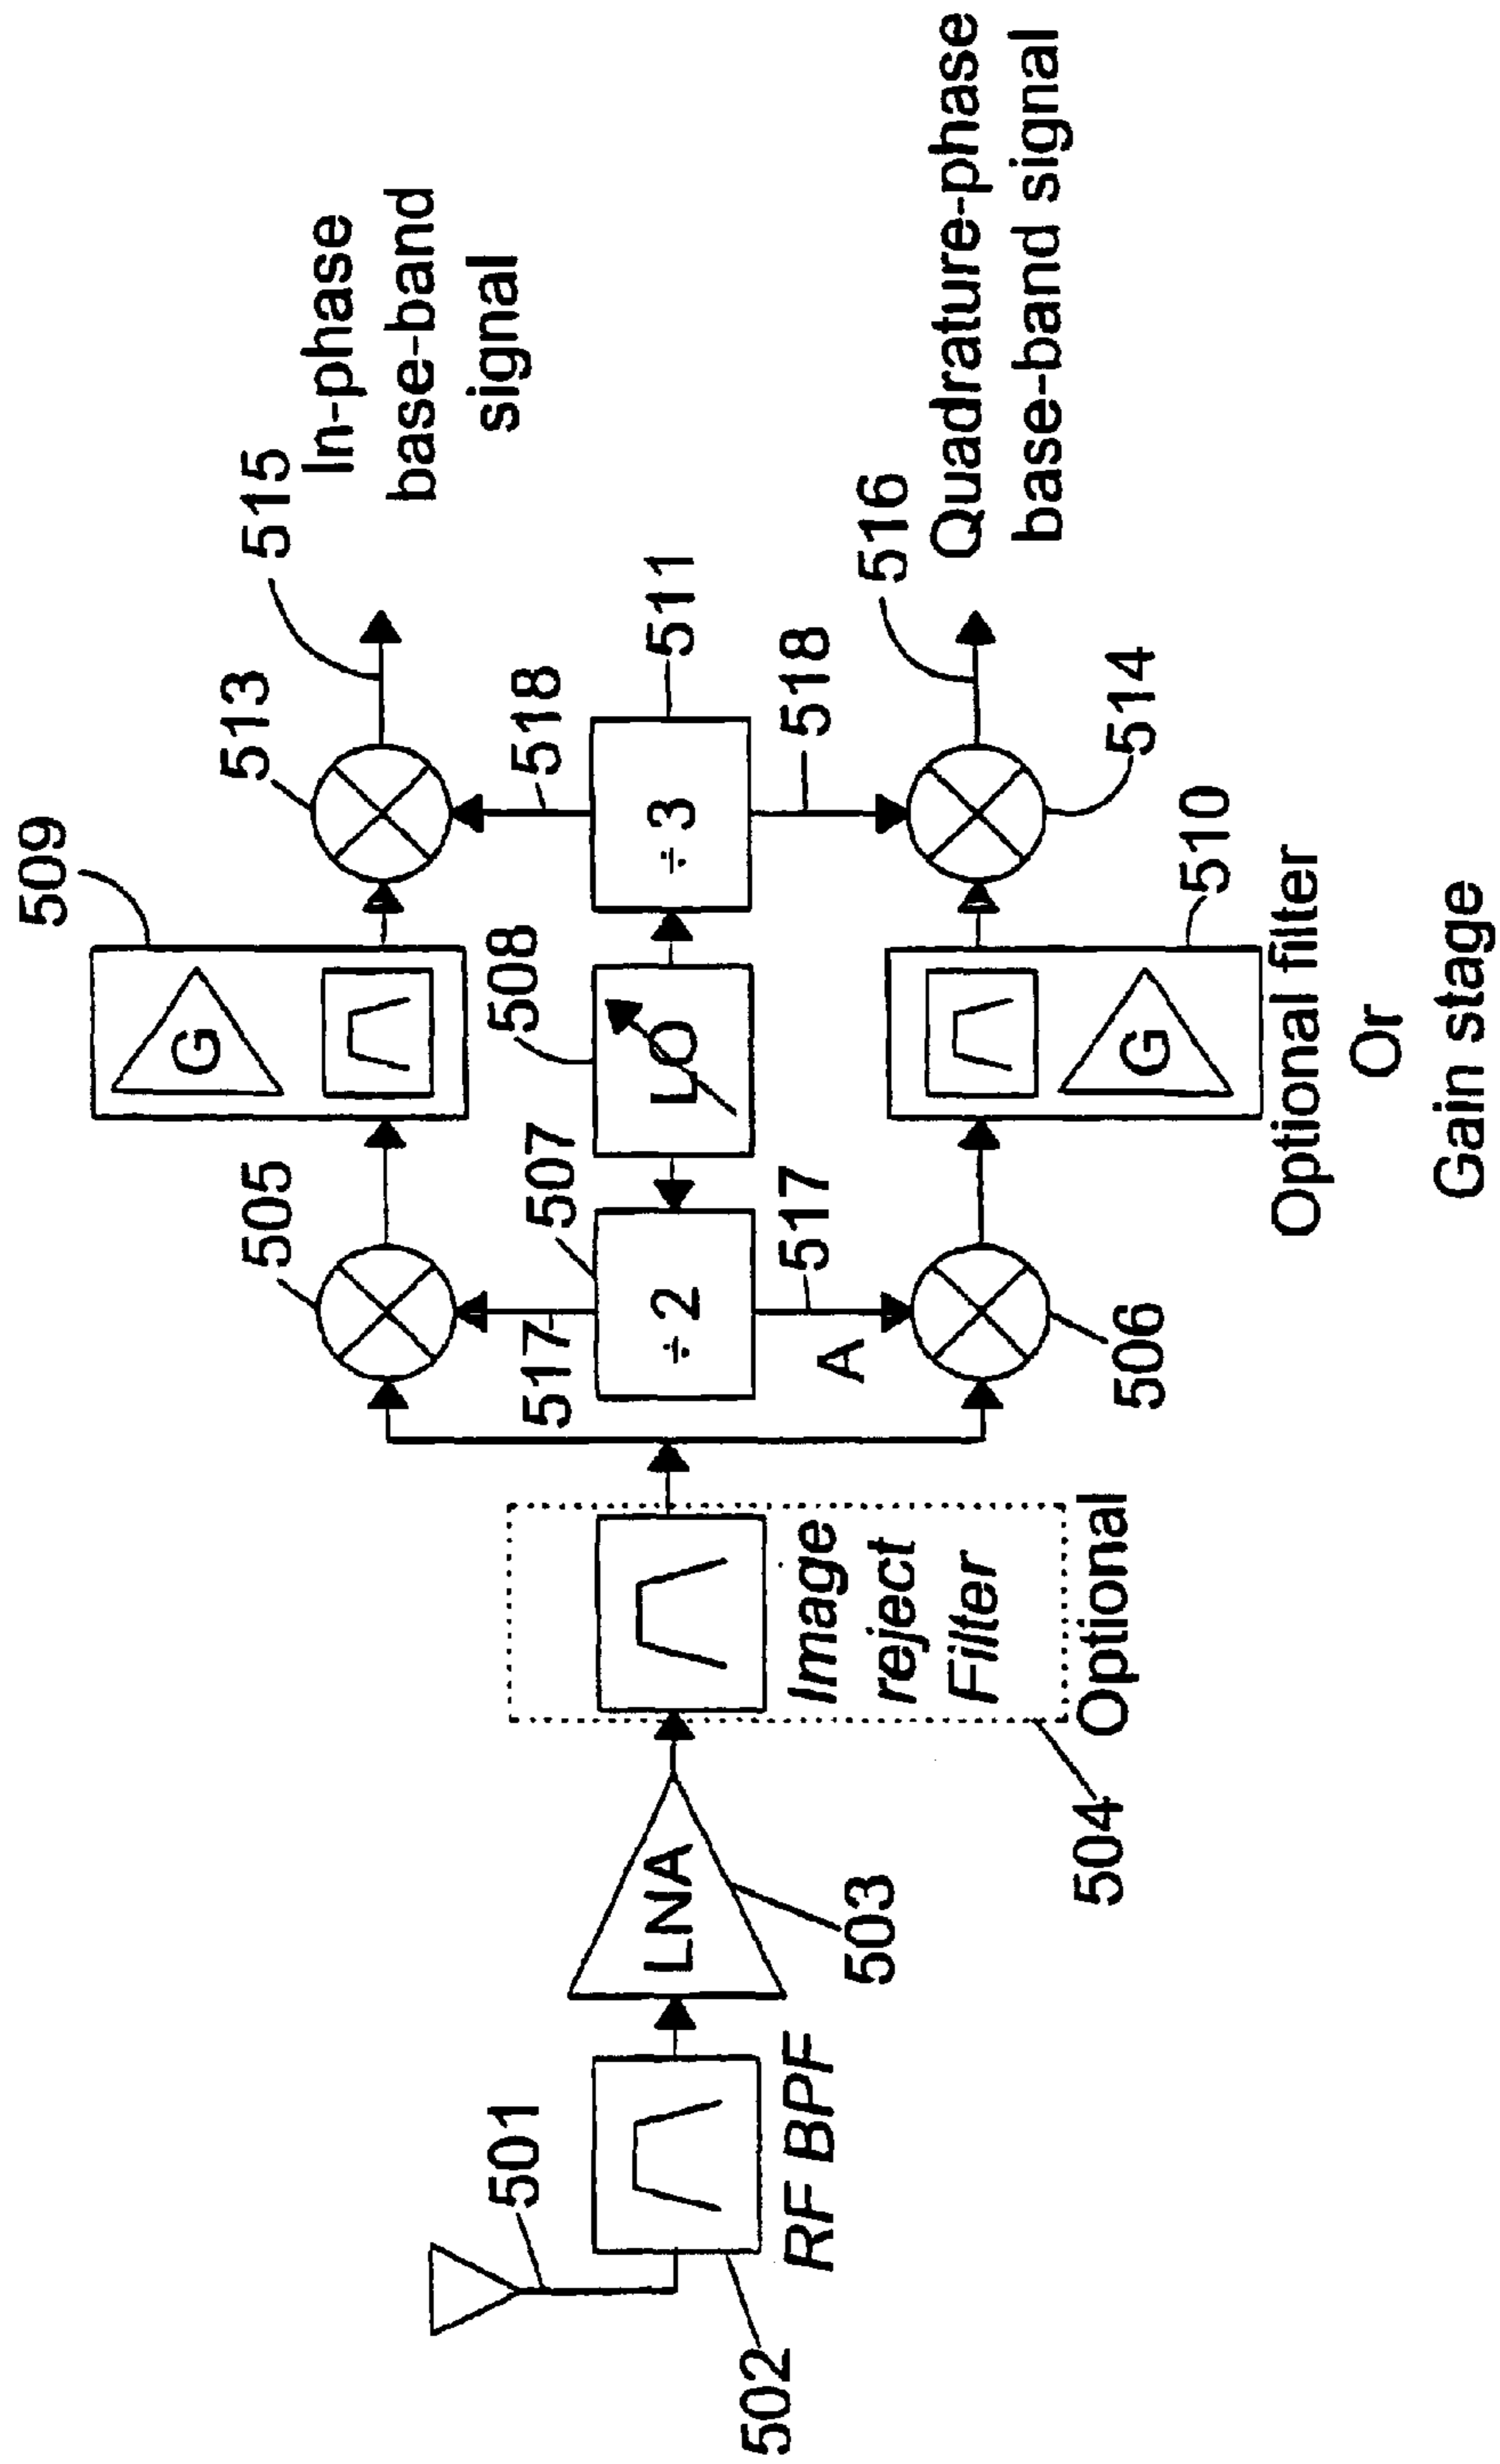 501
502
RF BPF
LNA
503
Image
reject
Filter
Optional
504
505
517
÷ 2
507
517
A
506
509
G
508
LO
G
510
Optional filter
Or
Gain stage
513
518
÷ 3
511
518
514
515
In-phase
base-band
signal
516
Quadrature-phase
base-band signal